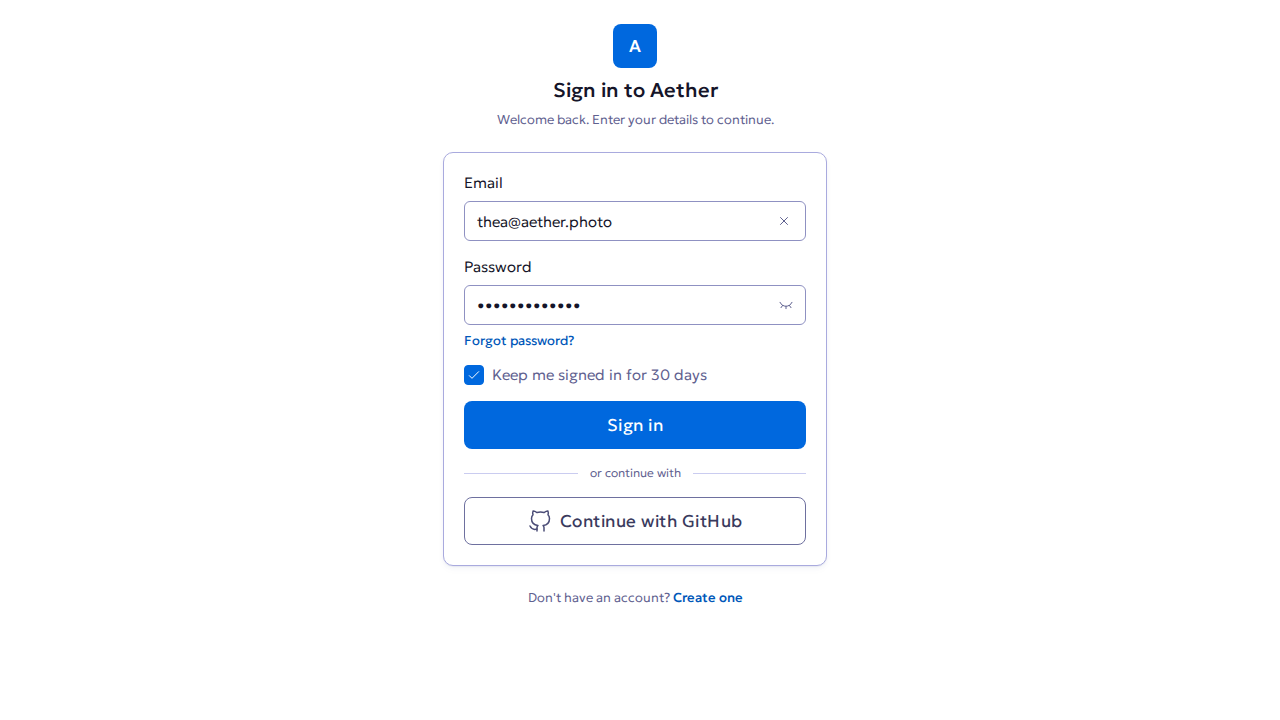 A
Sign in to Aether
Welcome back. Enter your details to continue.
Email
thea@aether.photo
Password
•••••••••••••
Forgot password?
Keep me signed in for 30 days
Sign in
or continue with
Continue with GitHub
Don't have an account? Create one